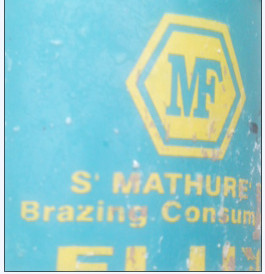 MF
S' MATHURE
Brazing Consum